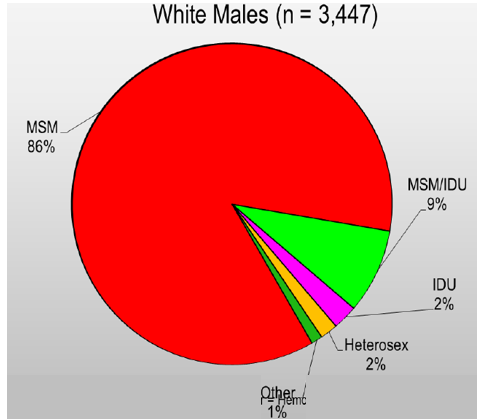 White Males (n = 3,447)
MSM
86%
MSM/IDU
9%
IDU
2%
Heterosex
2%
Other
1%